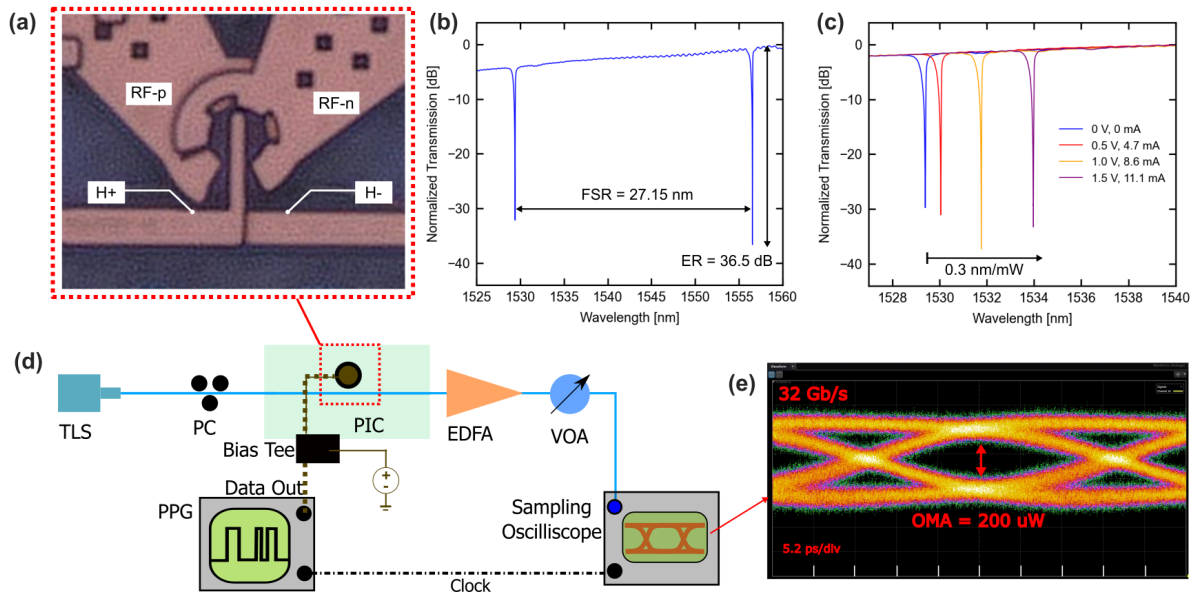 (a)
RF-p
RF-n
H+
H-
(b)
Normalized Transmission [dB]
0
−10
−20
−30
−40
FSR = 27.15 nm
ER = 36.5 dB
1525 1530 1535 1540 1545 1550 1555 1560
Wavelength [nm]
(c)
Normalized Transmission [dB]
0
−10
−20
−30
−40
0 V, 0 mA
0.5 V, 4.7 mA
1.0 V, 8.6 mA
1.5 V, 11.1 mA
0.3 nm/mW
1528 1530 1532 1534 1536 1538 1540
Wavelength [nm]
(d)
TLS
PC
PIC
EDFA
VOA
Bias Tee
Data Out
PPG
Sampling
Oscilliscope
Clock
(e)
32 Gb/s
OMA = 200 uW
5.2 ps/div